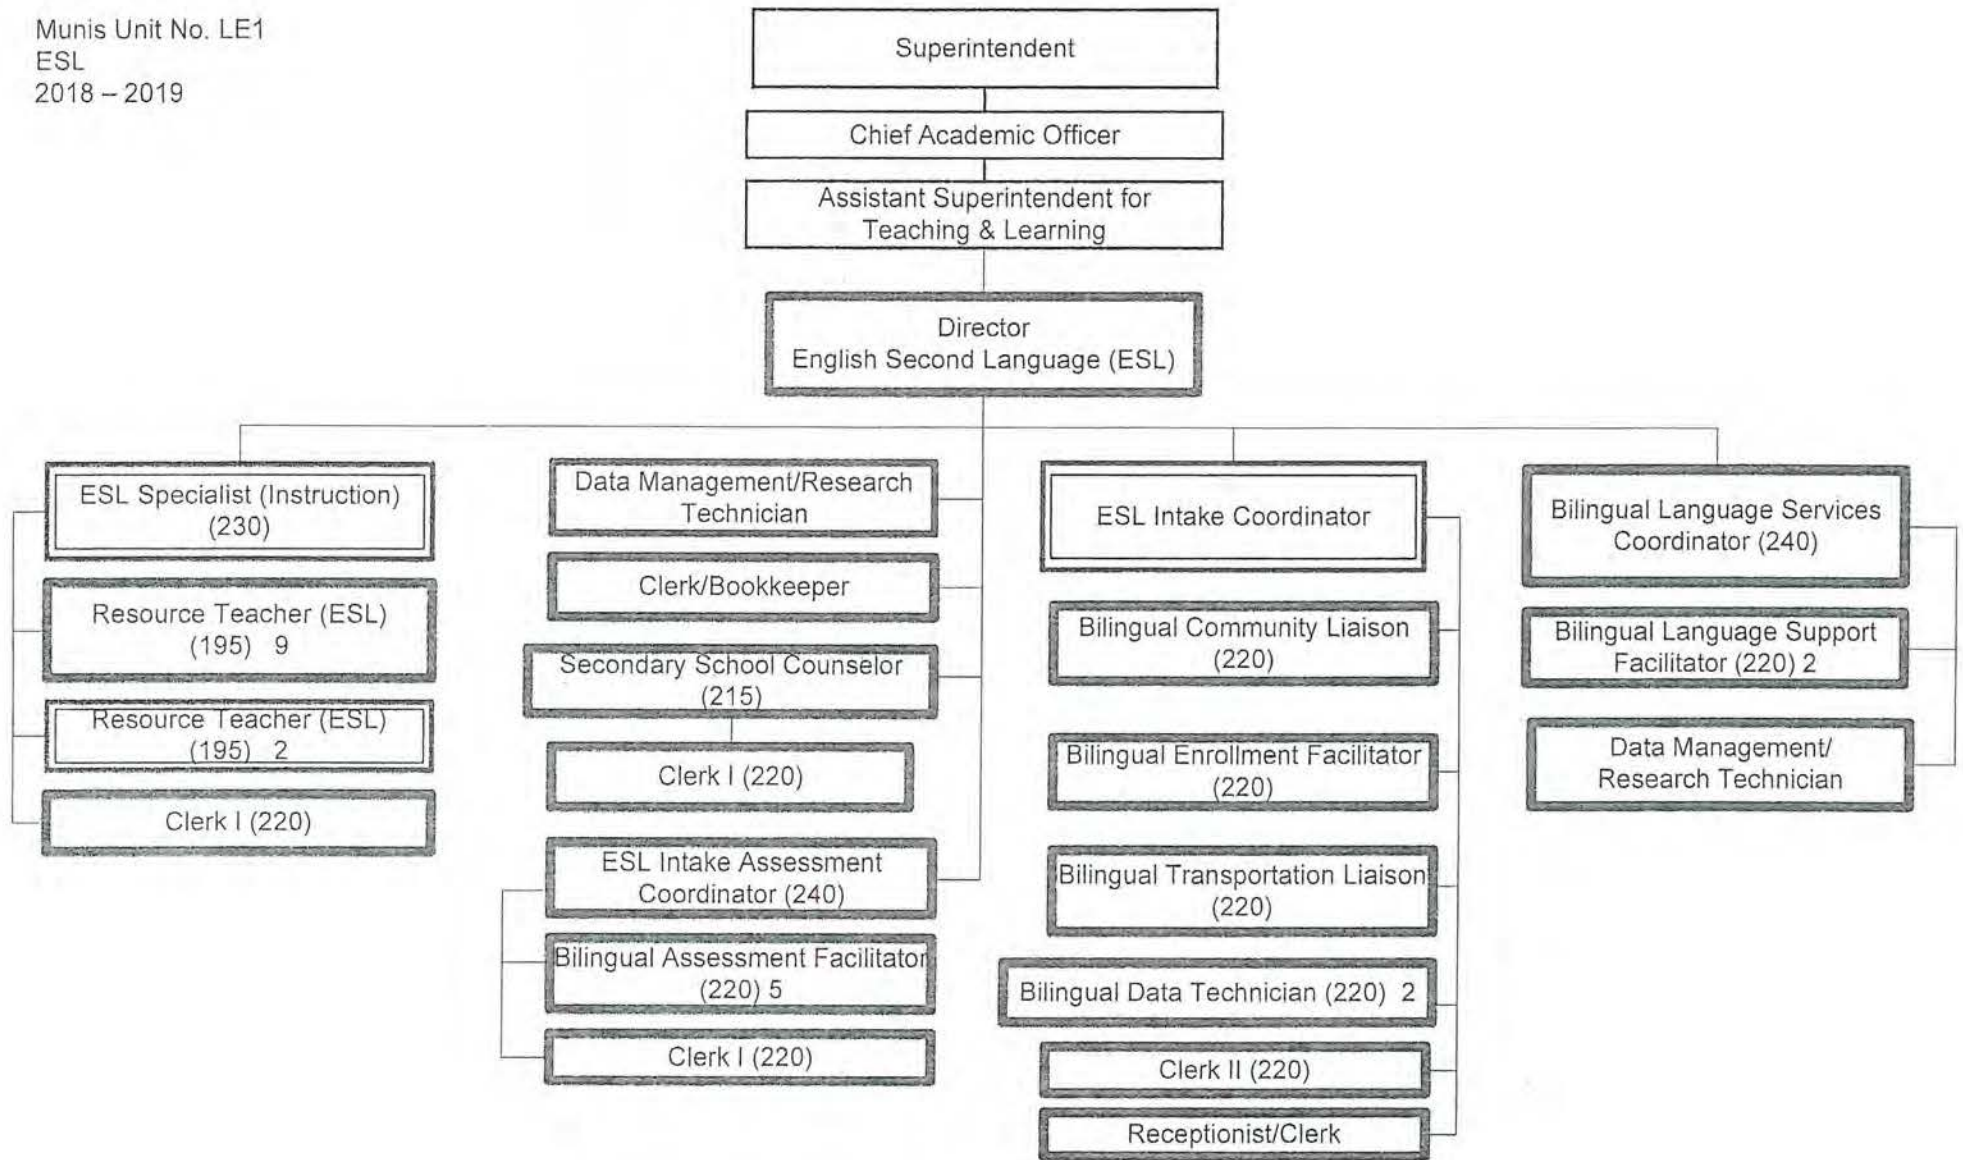 Munis Unit No. LE1
ESL
2018 – 2019
Superintendent
Chief Academic Officer
Assistant Superintendent for
Teaching & Learning
Director
English Second Language (ESL)
ESL Specialist (Instruction)
(230)
Resource Teacher (ESL)
(195) 9
Resource Teacher (ESL)
(195) 2
Clerk I (220)
Data Management/Research
Technician
Clerk/Bookkeeper
Secondary School Counselor
(215)
Clerk I (220)
ESL Intake Assessment
Coordinator (240)
Bilingual Assessment Facilitator
(220) 5
Clerk I (220)
ESL Intake Coordinator
Bilingual Community Liaison
(220)
Bilingual Enrollment Facilitator
(220)
Bilingual Transportation Liaison
(220)
Bilingual Data Technician (220) 2
Clerk II (220)
Receptionist/Clerk
Bilingual Language Services
Coordinator (240)
Bilingual Language Support
Facilitator (220) 2
Data Management/
Research Technician